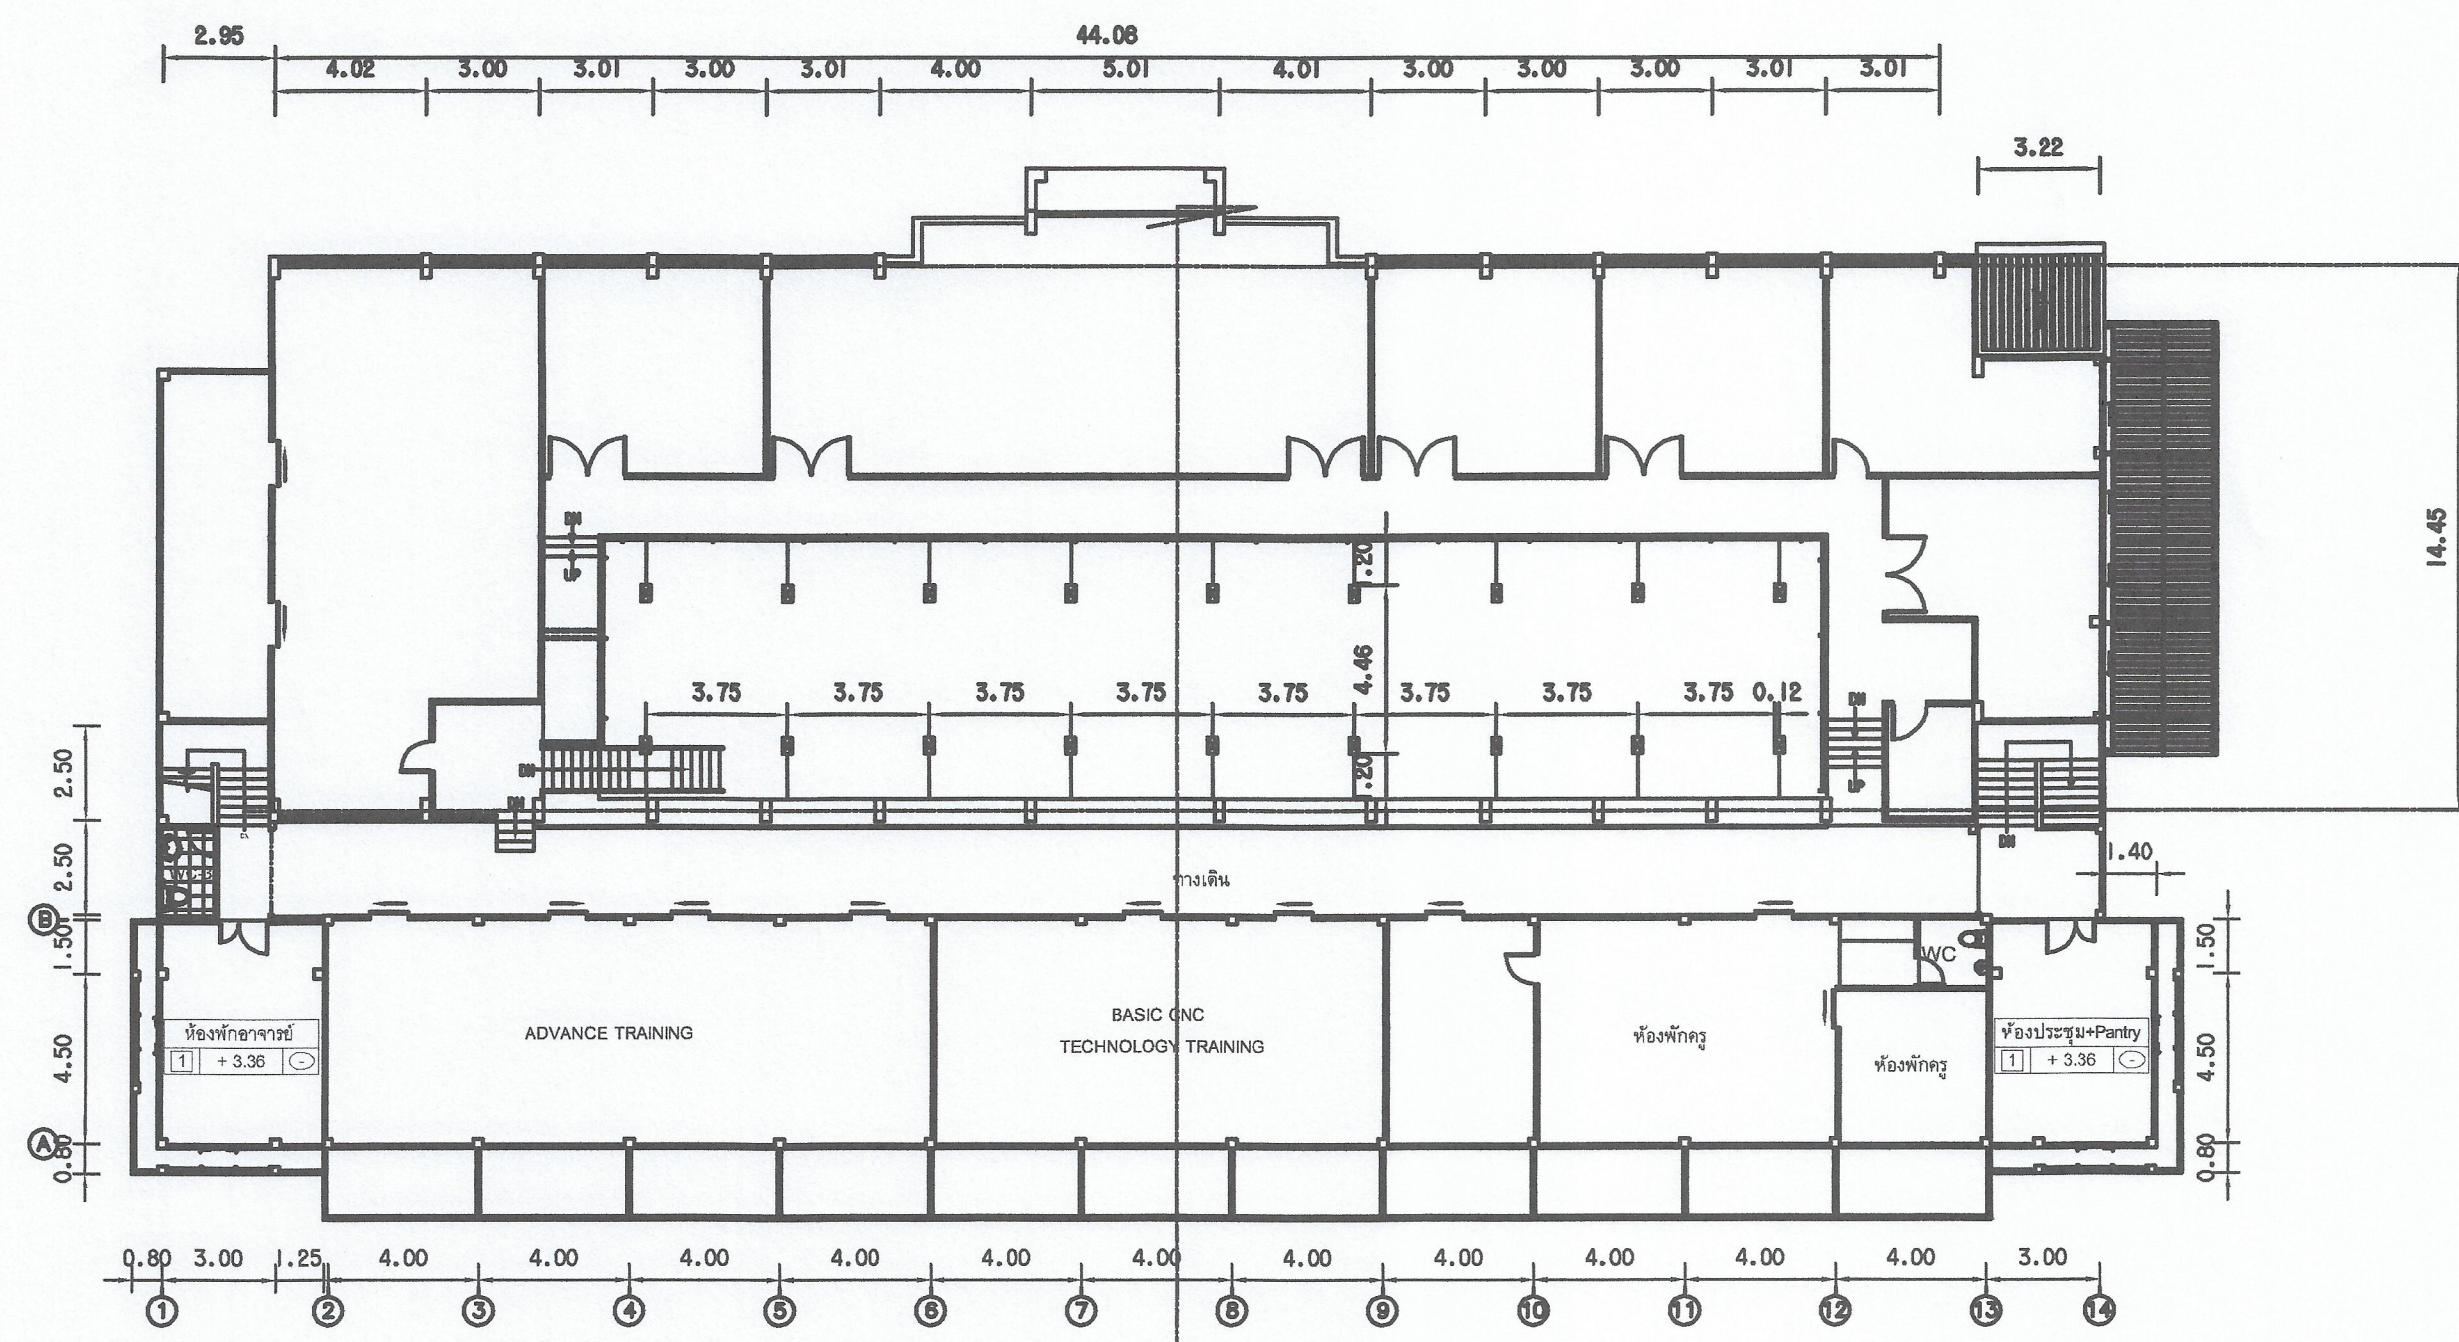 2.95 44.08
4.02 3.00 3.01 3.00 3.01 4.00 5.01 4.01 3.00 3.00 3.00 3.01 3.01
3.22
14.45
DN
UP
1.20
4.46
3.75 3.75 3.75 3.75 3.75 3.75 3.75 3.75 0.12
DN
UP
DN
1.20
DN
DN
2.50
2.50
WC-3
ทางเดิน
1.40
B
1.50
1.50
WC
ห้องพักอาจารย์
1 + 3.36 -
ADVANCE TRAINING
BASIC CNC
TECHNOLOGY TRAINING
ห้องพักครู
ห้องพักครู
ห้องประชุม+Pantry
1 + 3.36 -
4.50
4.50
A
0.80
0.80
0.80 3.00 1.25 4.00 4.00 4.00 4.00 4.00 4.00 4.00 4.00 4.00 4.00 4.00 3.00
1 2 3 4 5 6 7 8 9 10 11 12 13 14